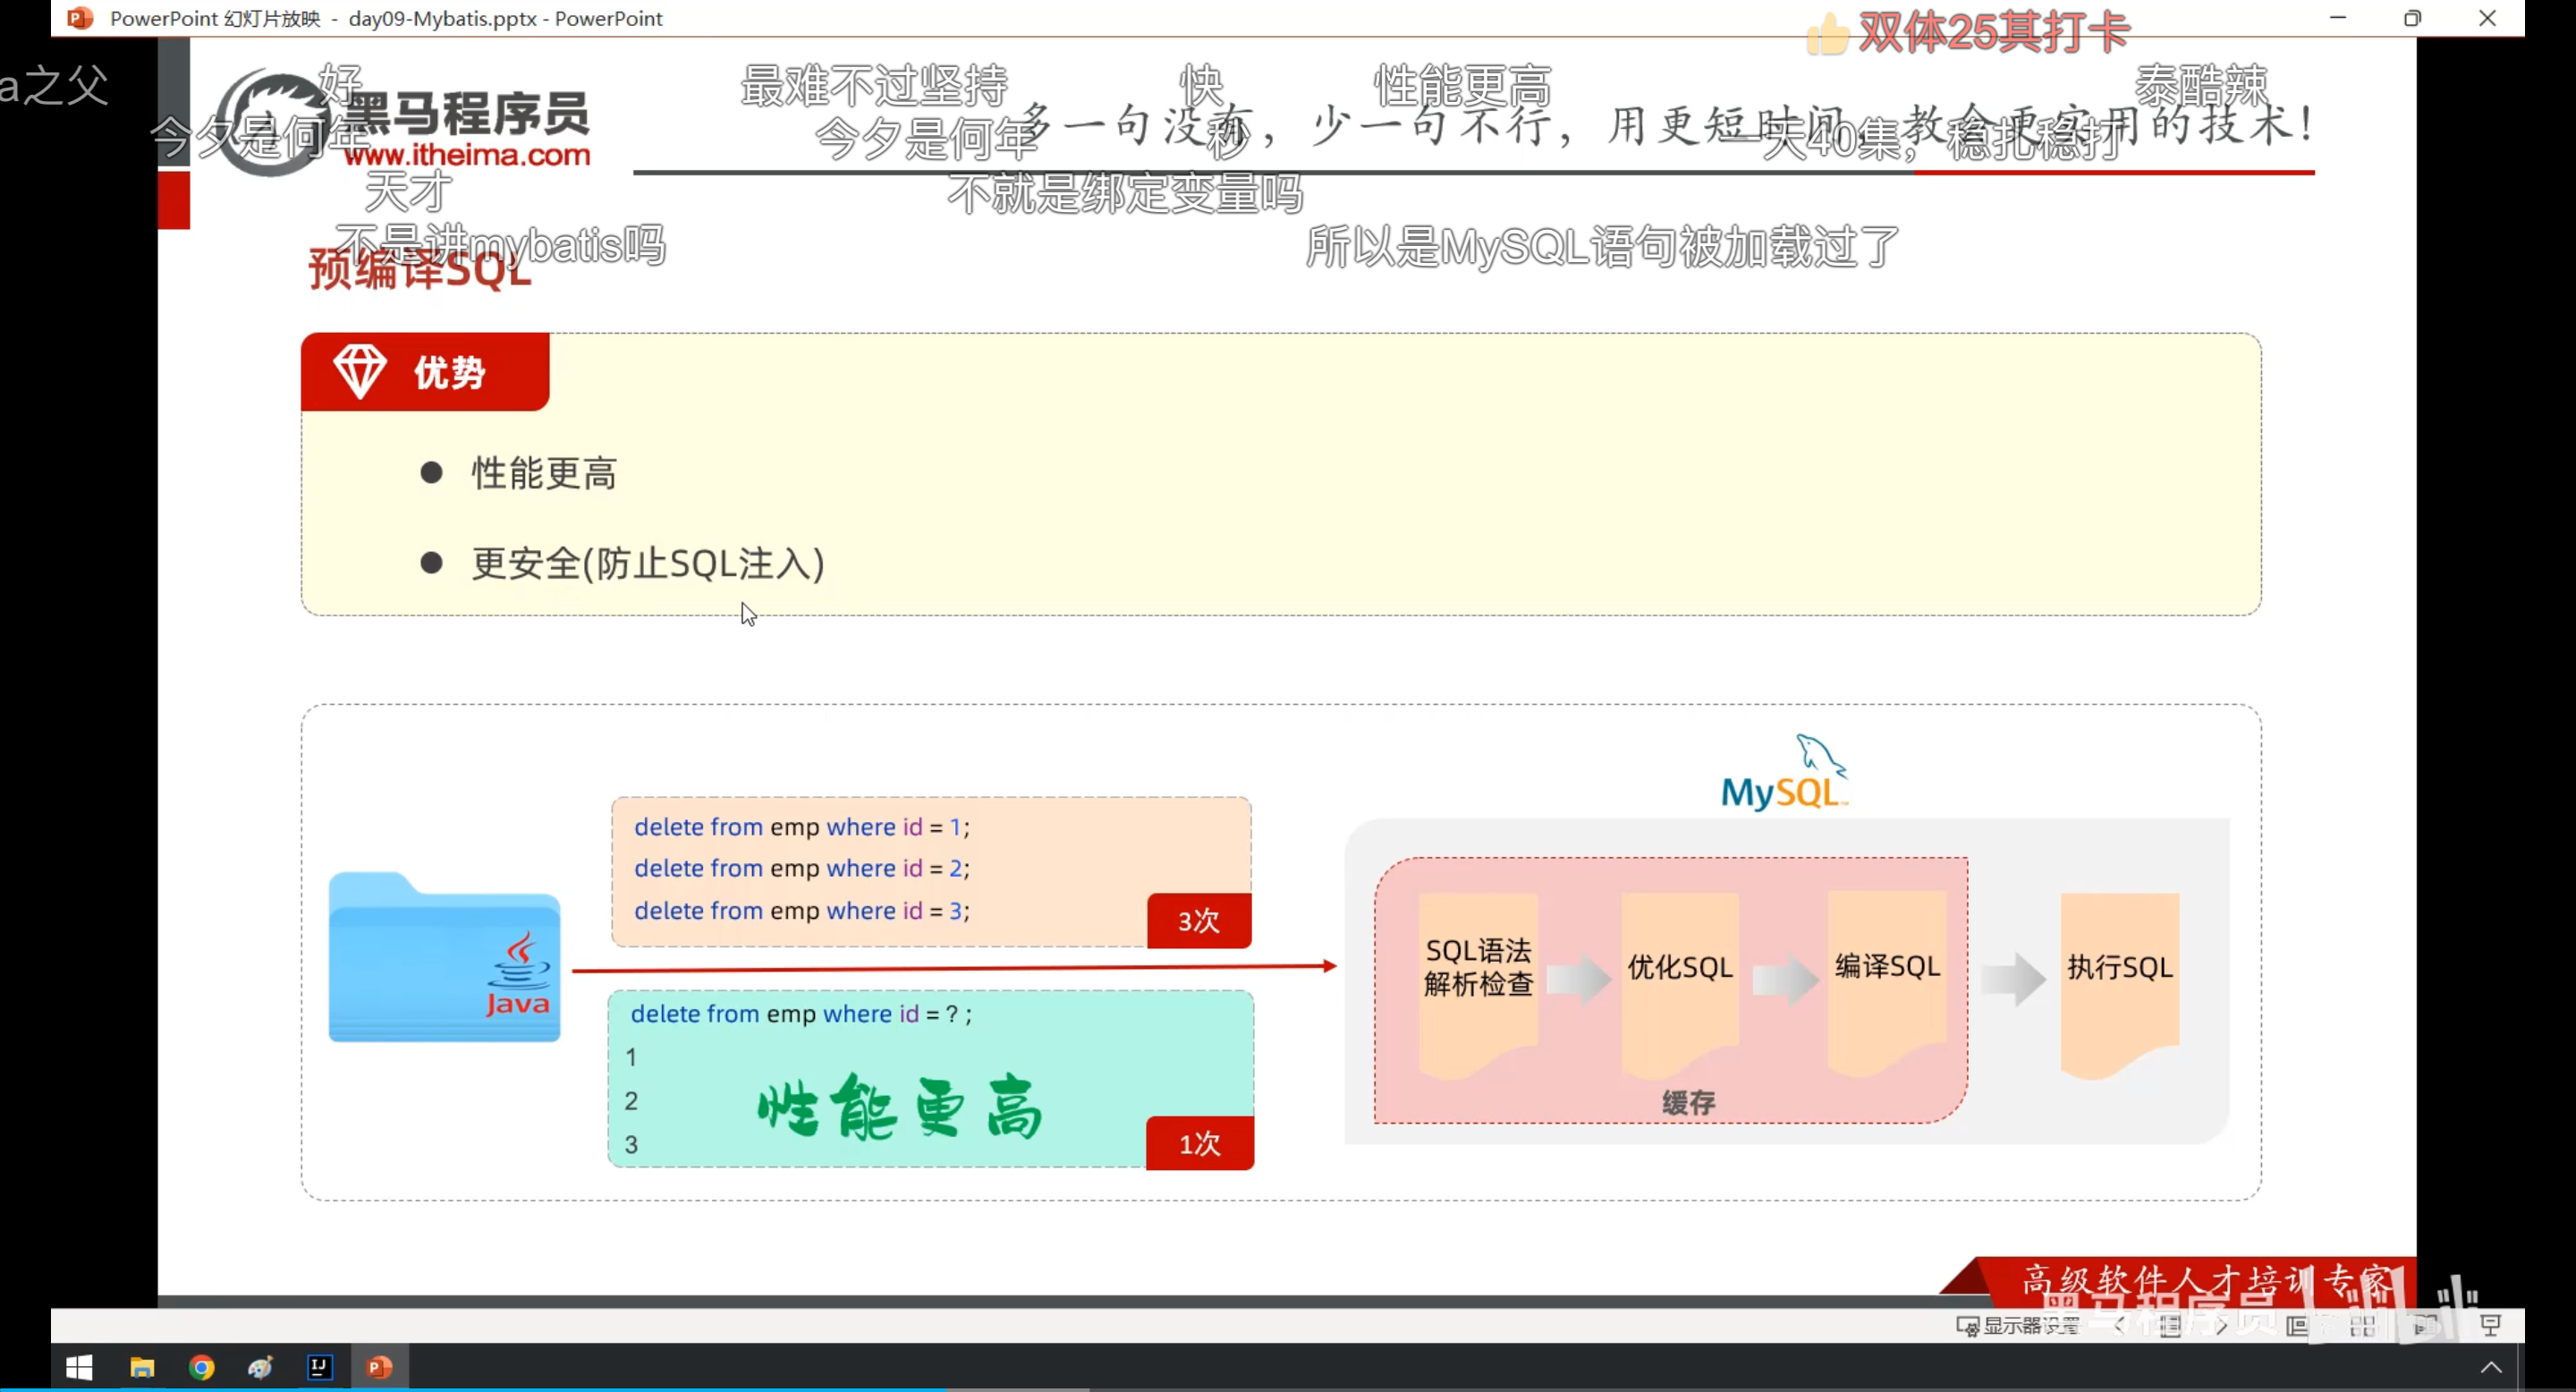 PowerPoint 幻灯片放映 - day09-Mybatis.pptx - PowerPoint
双体25其打卡
a之父
好
最难不过坚持
快
性能更高
泰酷辣
黑马程序员
多一句没有，少一句不行，用更短时间，教会更实用的技术！
今夕是何年
今夕是何年
秒
一天40集，稳扎稳打
www.itheima.com
天才
不就是绑定变量吗
不是讲mybatis吗
所以是MySQL语句被加载过了
预编译SQL
优势
性能更高
更安全(防止SQL注入)
MySQL
delete from emp where id = 1;
delete from emp where id = 2;
delete from emp where id = 3;
3次
Java
delete from emp where id = ? ;
1
2
3
性能更高
1次
SQL语法
解析检查
优化SQL
编译SQL
执行SQL
缓存
高级软件人才培训专家
黑马程序员
显示器设置